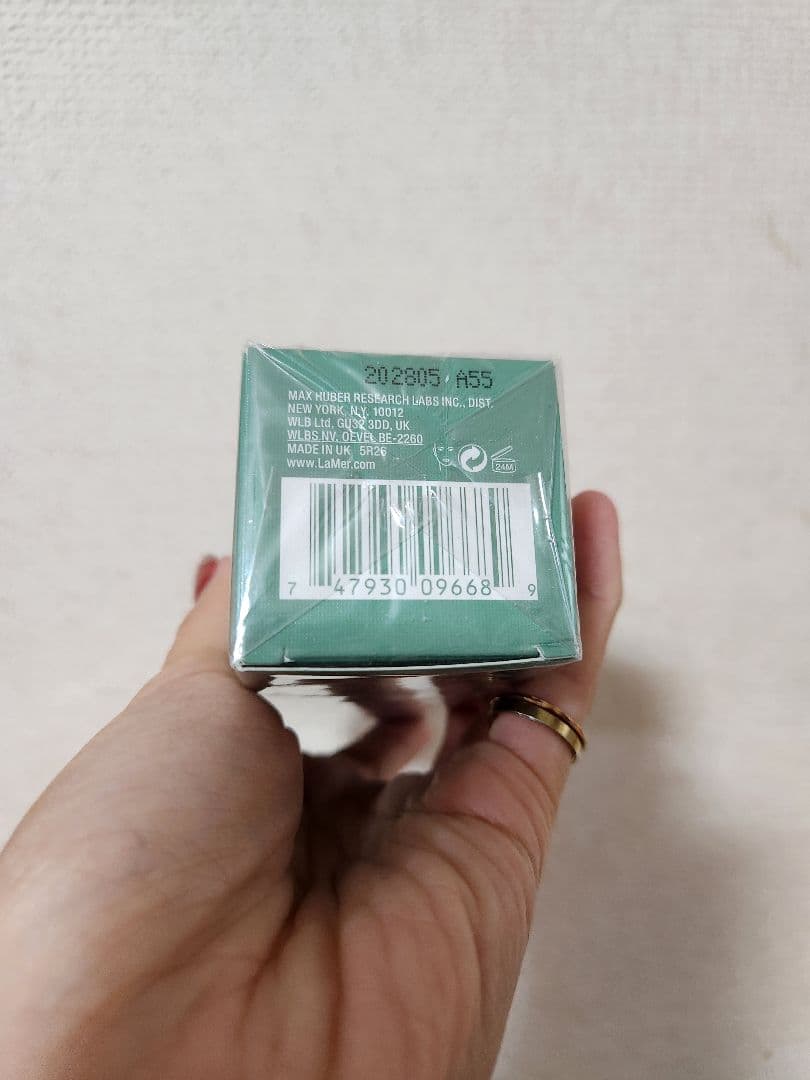 202805 A55
MAX HUBER RESEARCH LABS INC., DIST.
NEW YORK, N.Y. 10012
WLB Ltd. GU32 3DD, UK
WLBS NV, OEVEL BE-2260
MADE IN UK 5R26
www.LaMer.com
24M
7 47930 09668 9